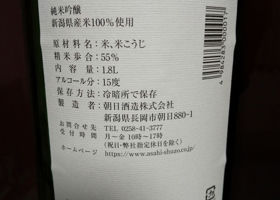 純米吟醸
新潟県産米100%使用
原材料名：米、米こうじ
精米歩合：55%
内容量：1.8L
アルコール分：15度
保存方法：冷暗所で保存
製造者：朝日酒造株式会社
新潟県長岡市朝日880-1
お問合せ先 TEL 0258-41-3777
受付時間 月〜金 10時〜17時
(祝日・弊社指定休日を除く)
ホームページ https://www.asahi-shuzo.co.jp/